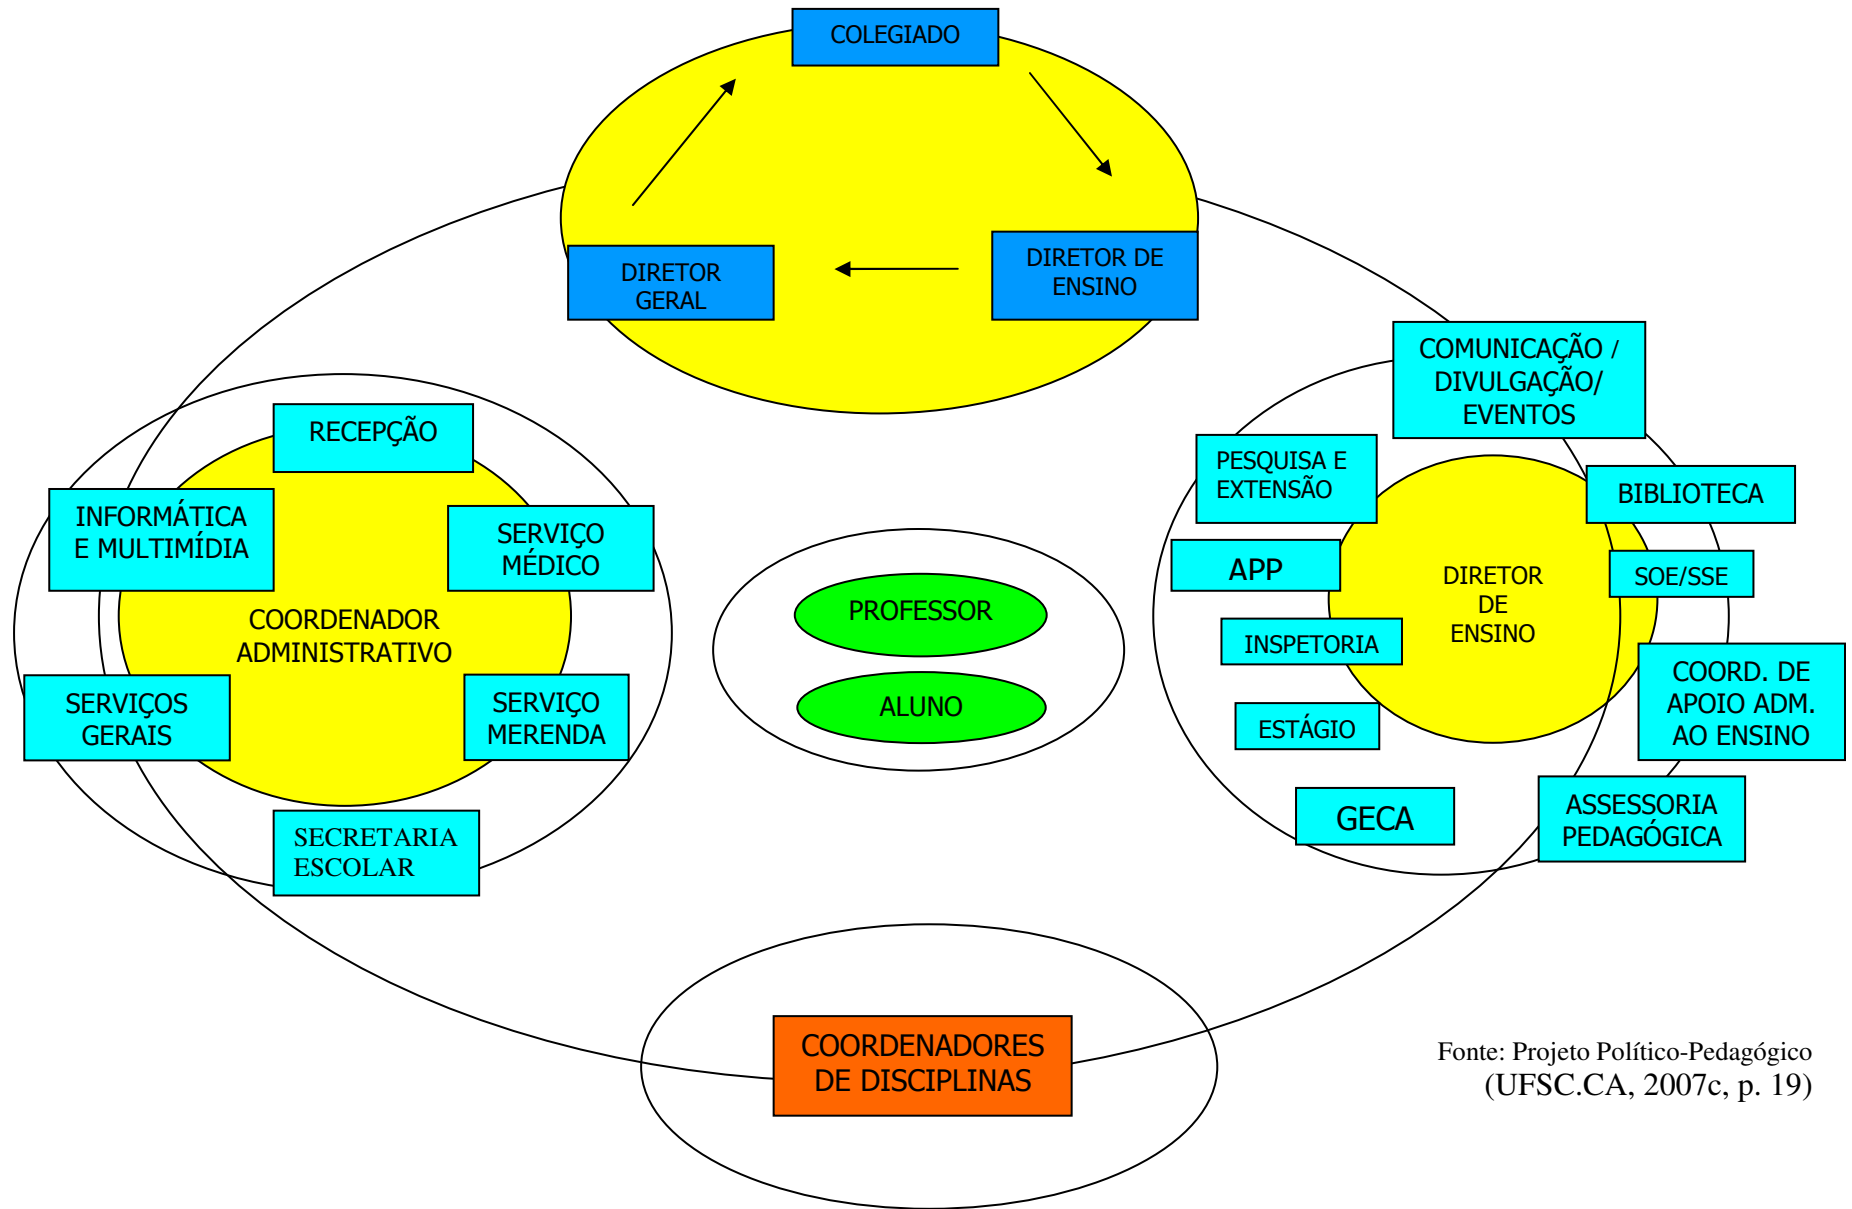 COLEGIADO
DIRETOR
GERAL
DIRETOR DE
ENSINO
RECEPÇÃO
INFORMÁTICA
E MULTIMÍDIA
SERVIÇO
MÉDICO
COORDENADOR
ADMINISTRATIVO
SERVIÇOS
GERAIS
SERVIÇO
MERENDA
SECRETARIA
ESCOLAR
PROFESSOR
ALUNO
COMUNICAÇÃO /
DIVULGAÇÃO/
EVENTOS
PESQUISA E
EXTENSÃO
BIBLIOTECA
APP
DIRETOR
DE
ENSINO
SOE/SSE
INSPETORIA
COORD. DE
APOIO ADM.
AO ENSINO
ESTÁGIO
GECA
ASSESSORIA
PEDAGÓGICA
COORDENADORES
DE DISCIPLINAS
Fonte: Projeto Político-Pedagógico
(UFSC.CA, 2007c, p. 19)